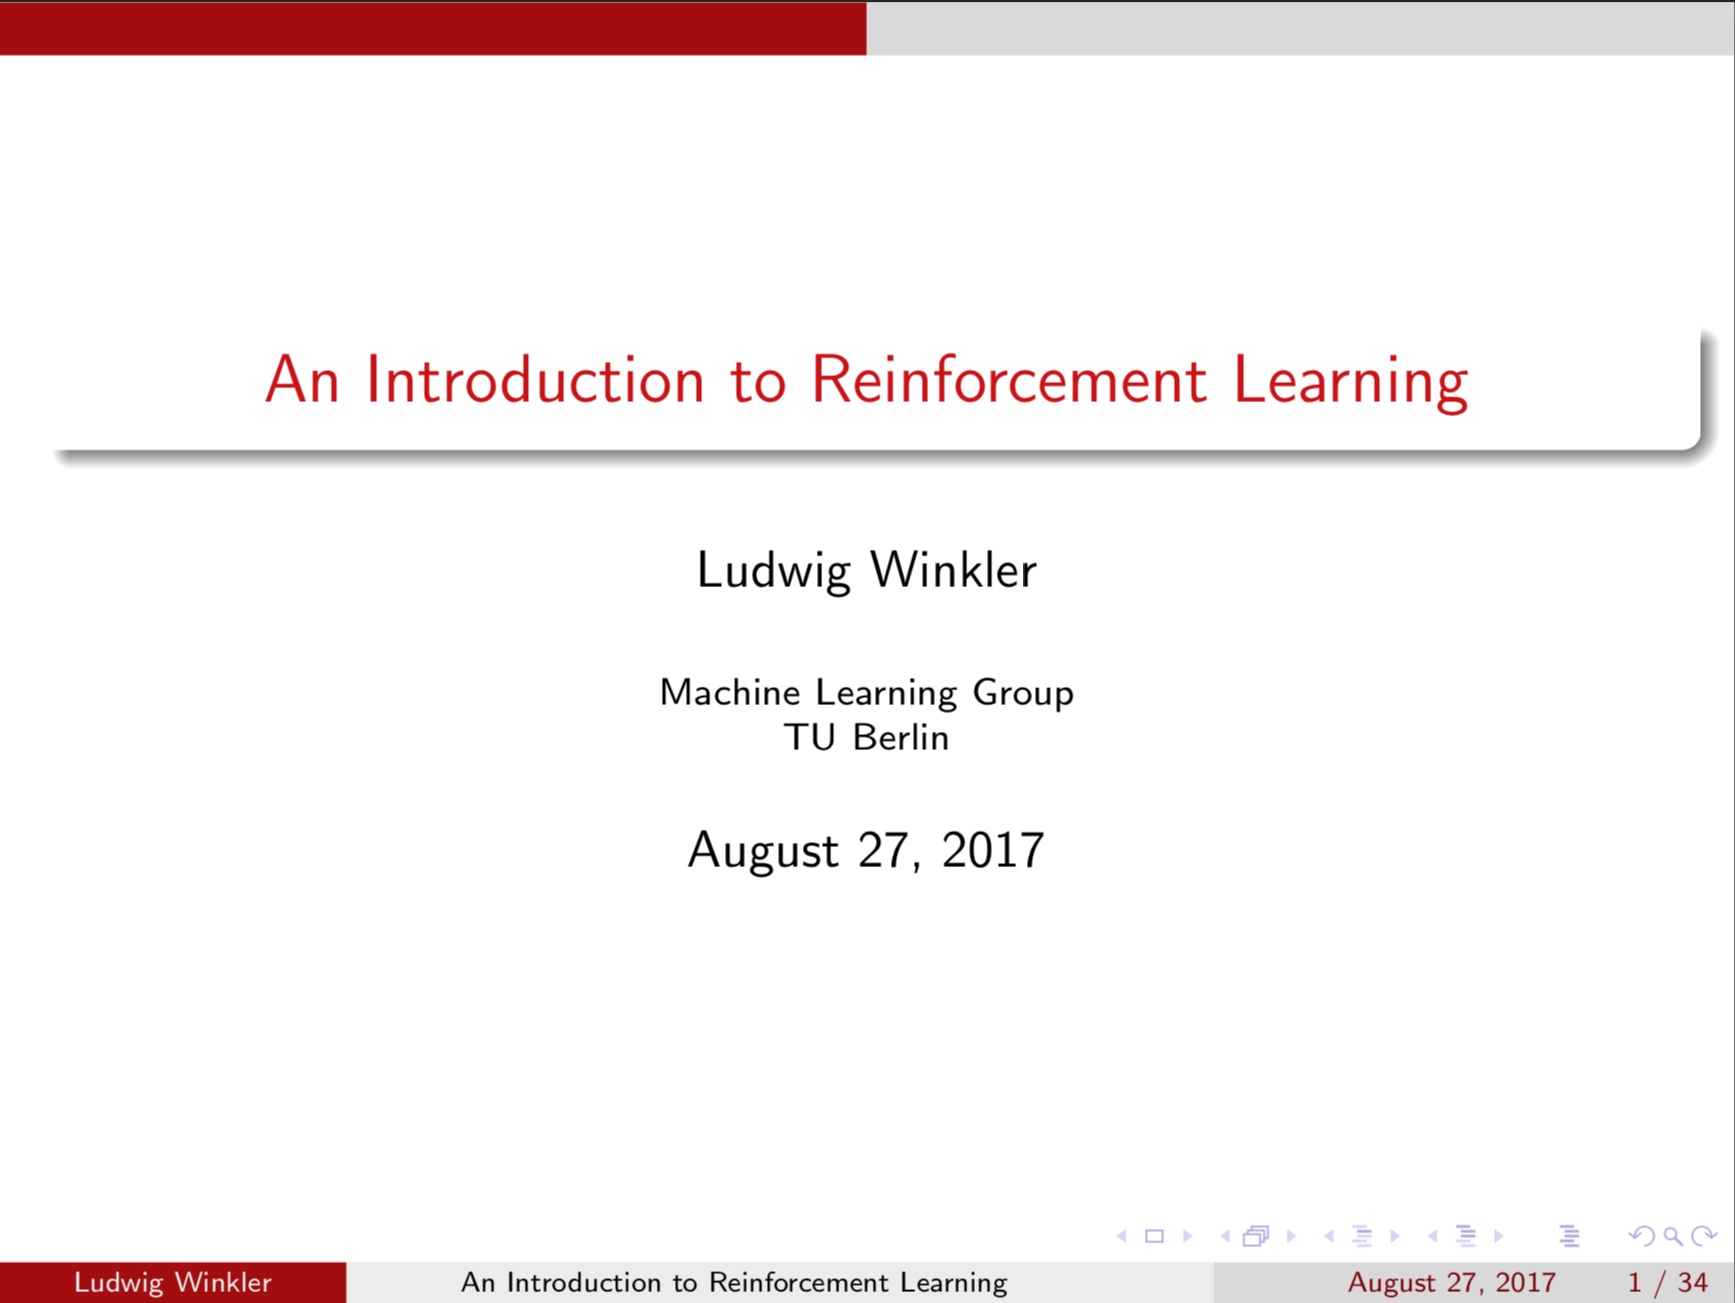 An Introduction to Reinforcement Learning
Ludwig Winkler
Machine Learning Group
TU Berlin
August 27, 2017
Ludwig Winkler
An Introduction to Reinforcement Learning
August 27, 2017
1 / 34